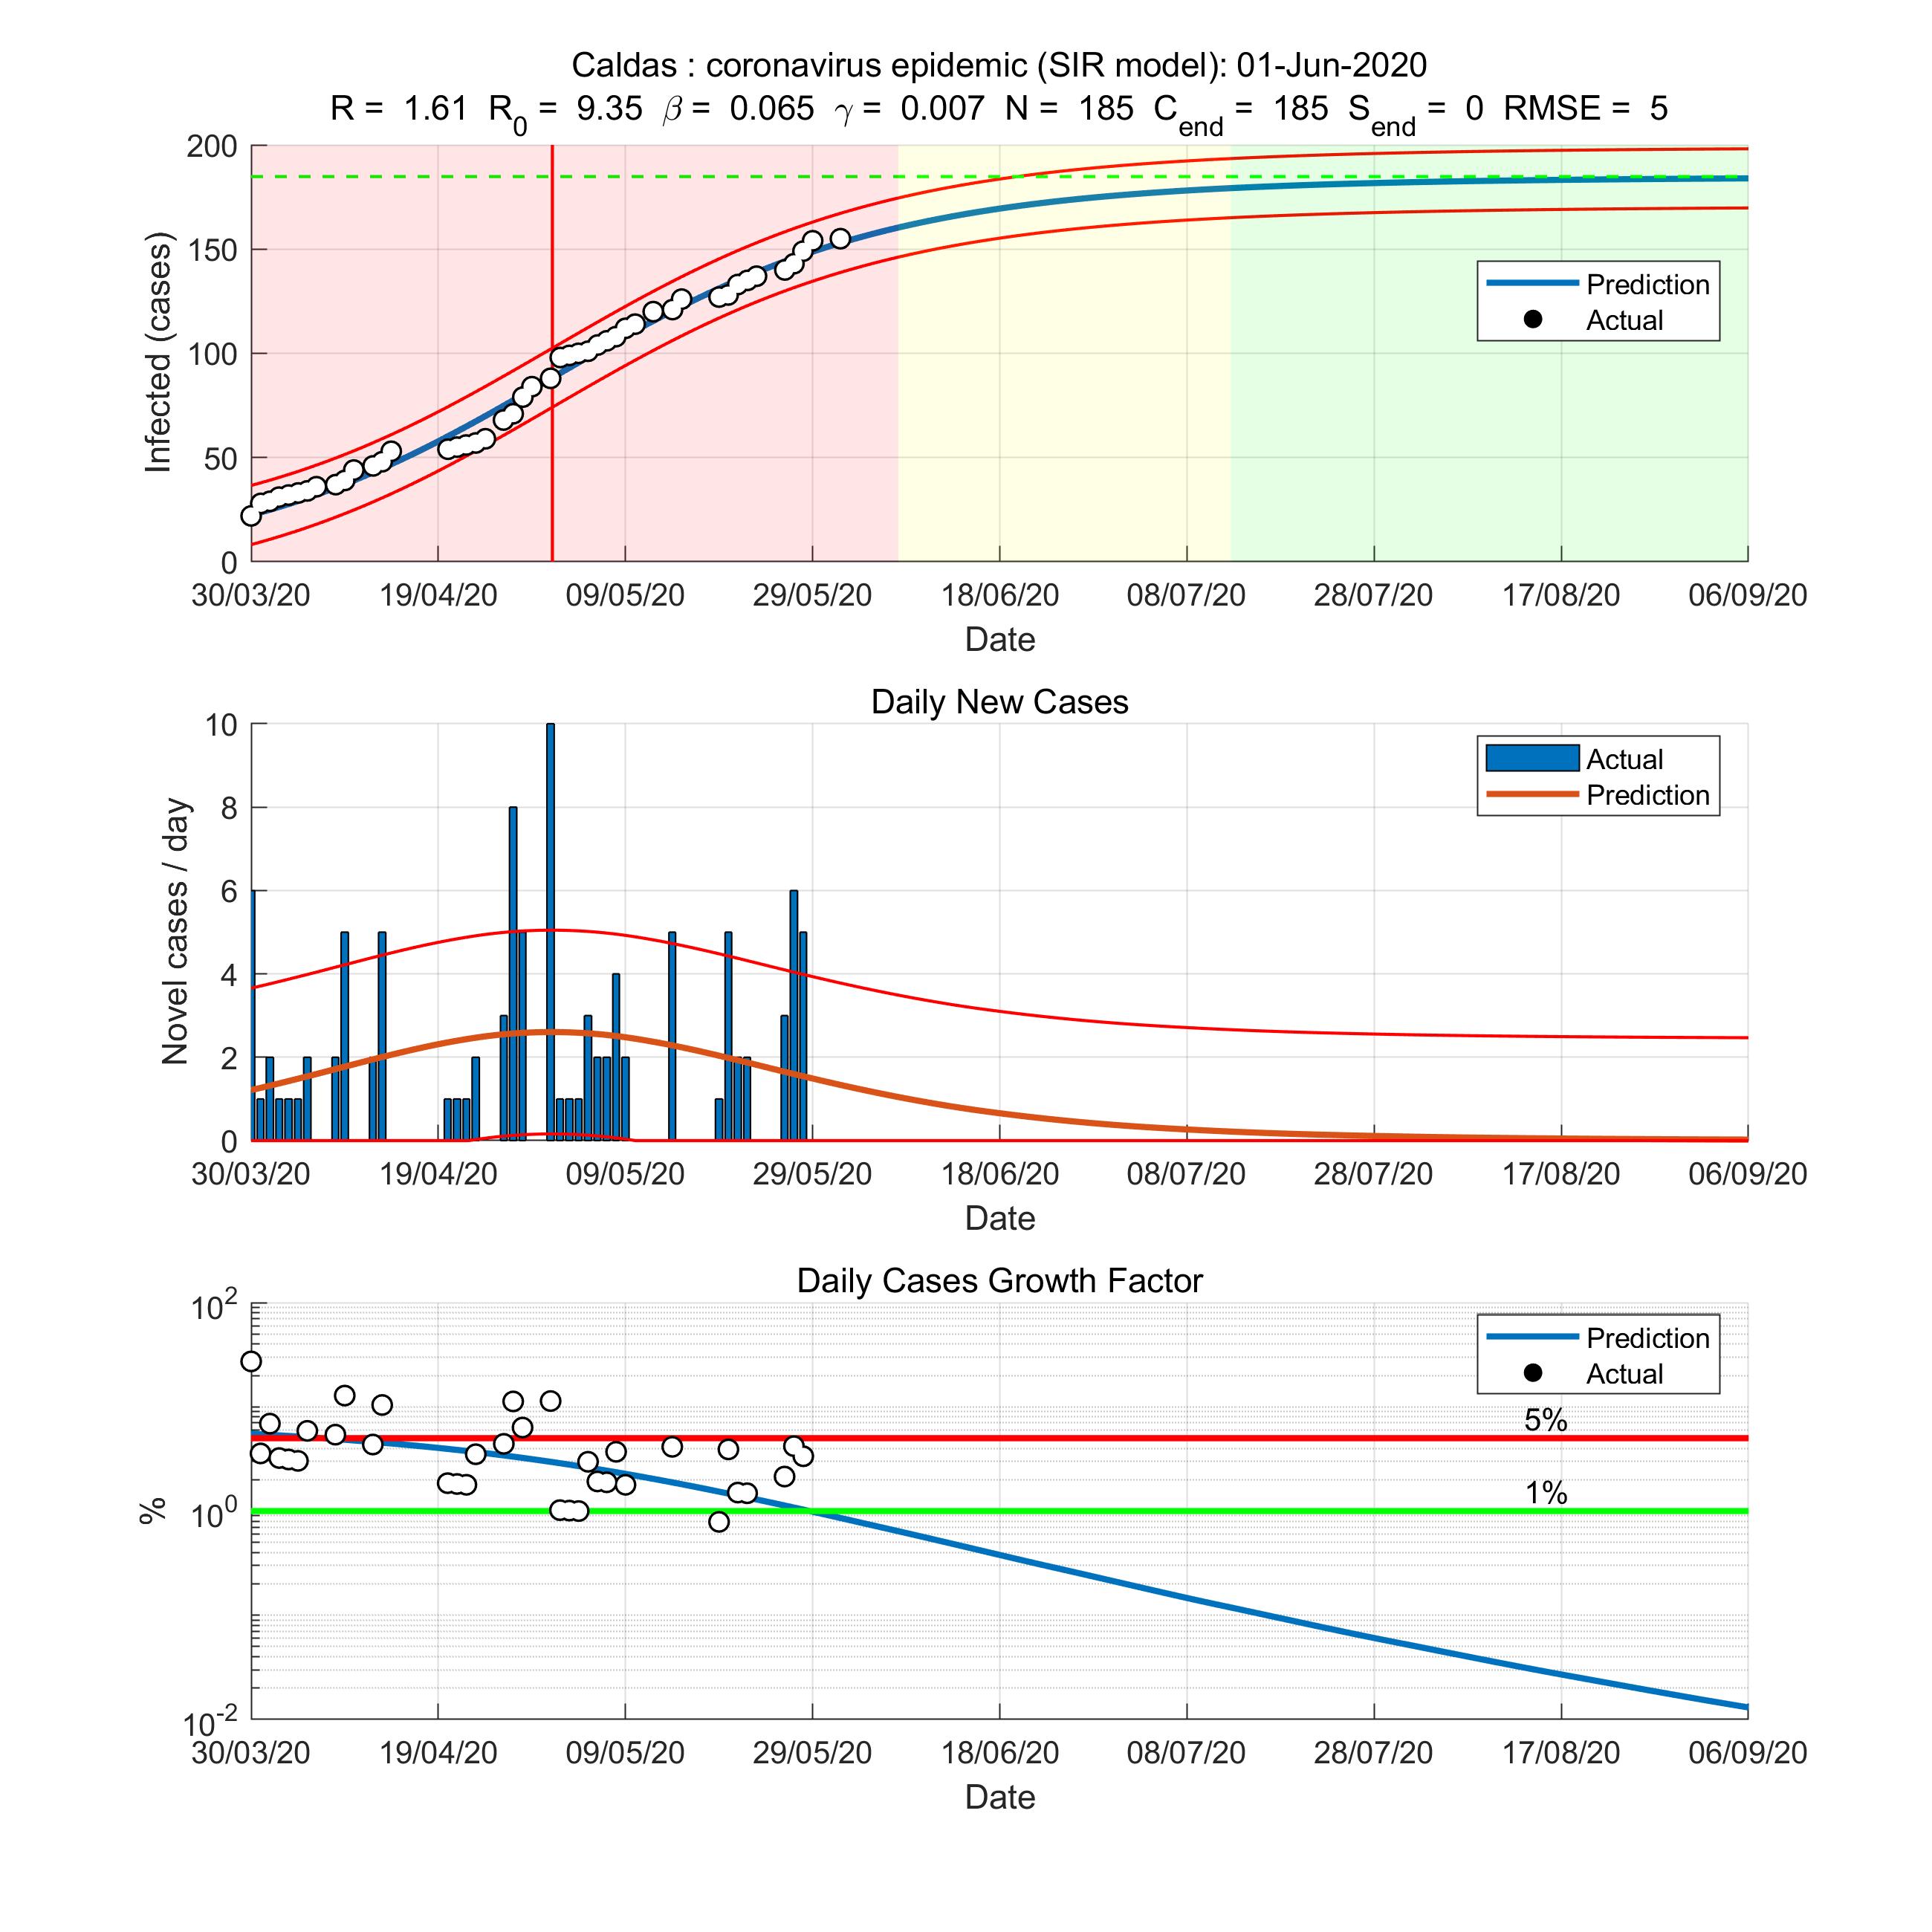 Caldas : coronavirus epidemic (SIR model): 01-Jun-2020
R = 1.61 R0 = 9.35 β = 0.065 γ = 0.007 N = 185 Cend = 185 Send = 0 RMSE = 5
200
150
100
50
0
Infected (cases)
Prediction
Actual
30/03/20 19/04/20 09/05/20 29/05/20 18/06/20 08/07/20 28/07/20 17/08/20 06/09/20
Date
Daily New Cases
10
8
6
4
2
0
Novel cases / day
Actual
Prediction
30/03/20 19/04/20 09/05/20 29/05/20 18/06/20 08/07/20 28/07/20 17/08/20 06/09/20
Date
Daily Cases Growth Factor
10^2
10^0
10^-2
%
Prediction
Actual
5%
1%
30/03/20 19/04/20 09/05/20 29/05/20 18/06/20 08/07/20 28/07/20 17/08/20 06/09/20
Date